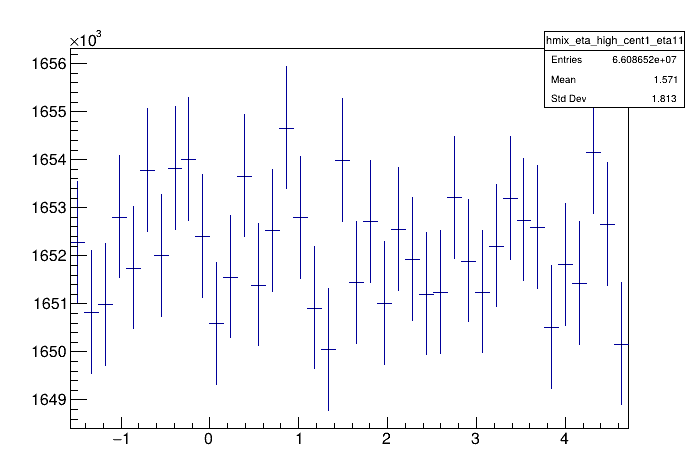 ×10³
hmix_eta_high_cent1_eta11
Entries 6.608652e+07
Mean 1.571
Std Dev 1.813
1656
1655
1654
1653
1652
1651
1650
1649
−1 0 1 2 3 4